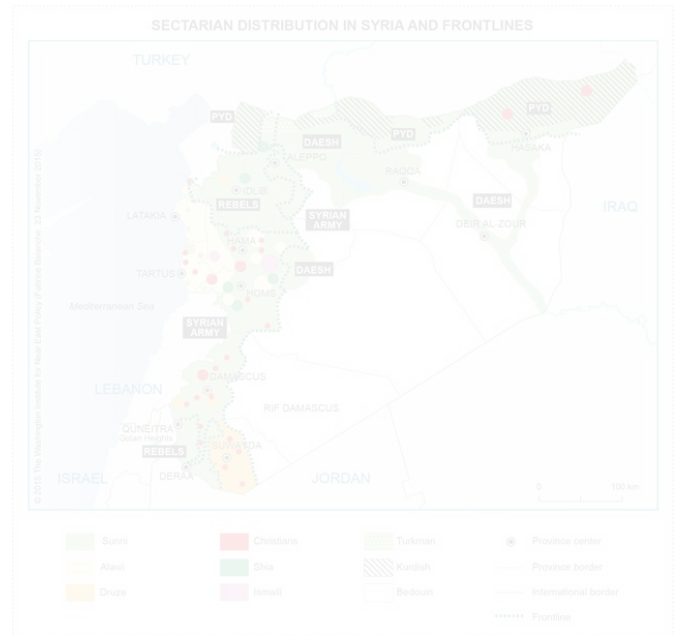 SECTARIAN DISTRIBUTION IN SYRIA AND FRONTLINES
TURKEY
PYD
PYD
DAESH
PYD
HASAKA
ALEPPO
RAQQA
IDLIB
REBELS
DAESH
IRAQ
LATAKIA
SYRIAN
ARMY
DEIR AL-ZOUR
HAMA
TARTUS
DAESH
HOMS
Mediterranean Sea
SYRIAN
ARMY
DAMASCUS
LEBANON
RIF DAMASCUS
QUNEITRA
Golan Heights
REBELS
SUWAYDA
DERAA
ISRAEL
JORDAN
0 100 km
©2015 The Washington Institute for Near East Policy (Fabrice Balanche, 23 November 2015)
Sunni
Christians
Turkman
Province center
Alawi
Shia
Kurdish
Province border
Druze
Ismaili
Bedouin
International border
Frontline